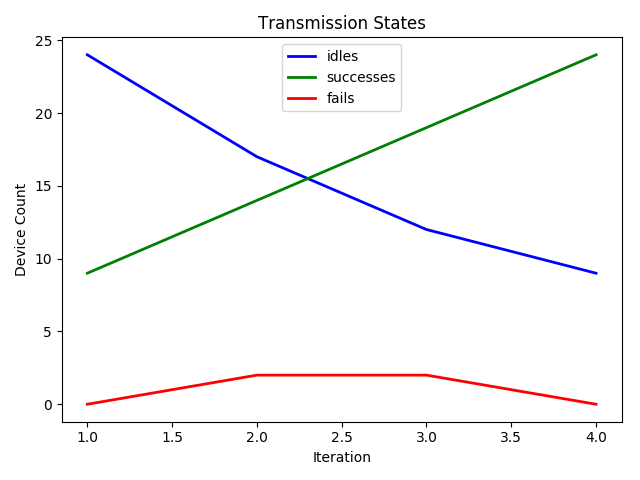 Transmission States
idles
successes
fails
Device Count
25
20
15
10
5
0
1.0 1.5 2.0 2.5 3.0 3.5 4.0
Iteration